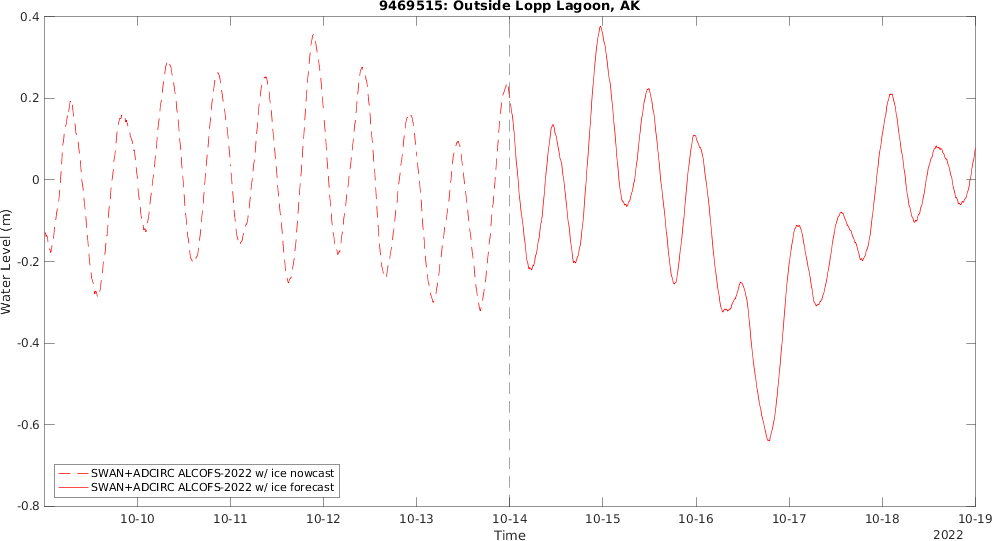 9469515: Outside Lopp Lagoon, AK
0.4
0.2
0
-0.2
-0.4
-0.6
-0.8
Water Level (m)
SWAN+ADCIRC ALCOFS-2022 w/ ice nowcast
SWAN+ADCIRC ALCOFS-2022 w/ ice forecast
10-10 10-11 10-12 10-13 10-14 10-15 10-16 10-17 10-18 10-19
Time
2022